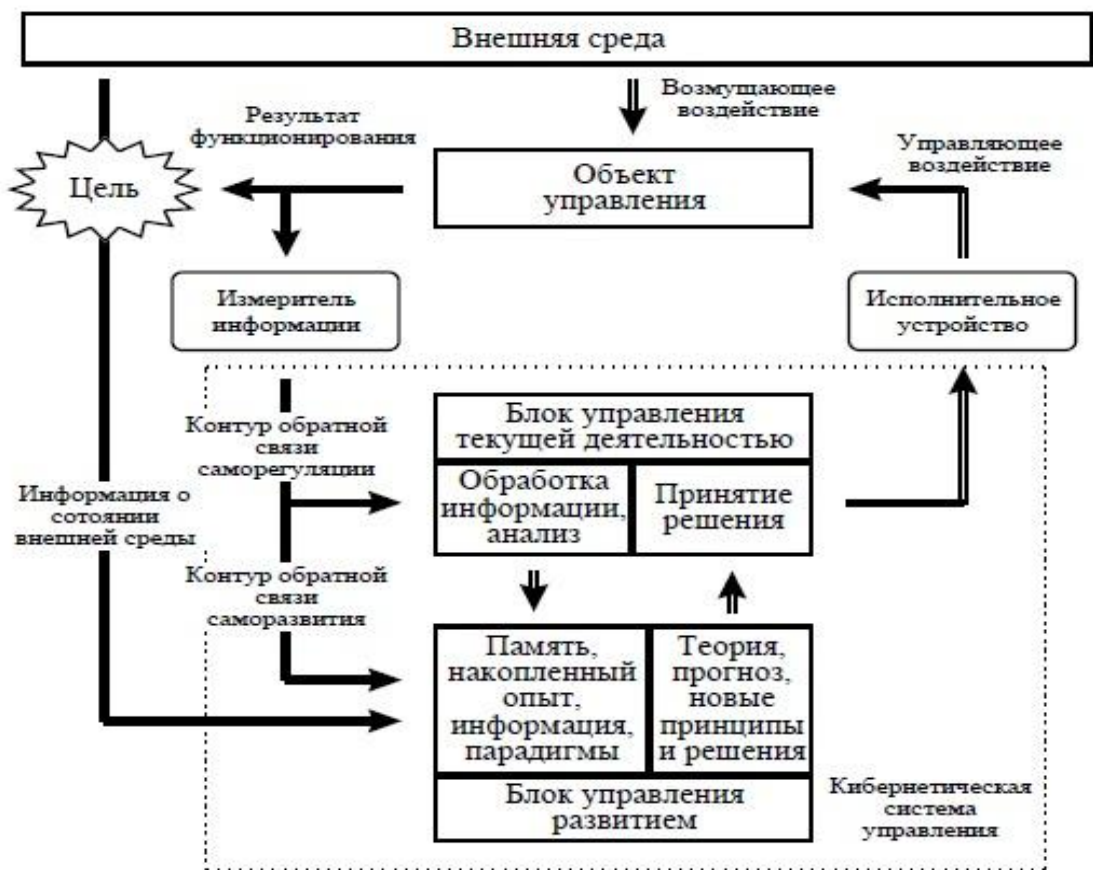 Внешняя среда
Возмущающее
воздействие
Результат
функционирования
Управляющее
воздействие
Цель
Объект
управления
Измеритель
информации
Исполнительное
устройство
Контур обратной
связи
саморегуляции
Блок управления
текущей деятельностью
Обработка
информации,
анализ
Принятие
решения
Информация о
сотоянии
внешней среды
Контур обратной
связи
саморазвития
Память,
накопленный
опыт,
информация,
парадигмы
Теория,
прогноз,
новые
принципы
и решения
Блок управления
развитием
Кибернетическая
система
управления